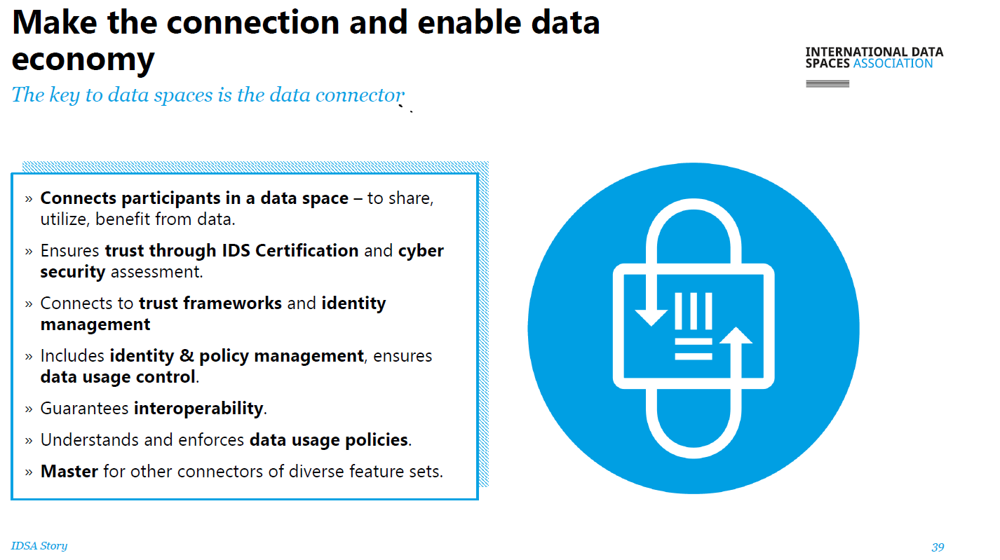 Make the connection and enable data
economy
The key to data spaces is the data connector
INTERNATIONAL DATA
SPACES ASSOCIATION
» Connects participants in a data space – to share,
utilize, benefit from data.
» Ensures trust through IDS Certification and cyber
security assessment.
» Connects to trust frameworks and identity
management
» Includes identity & policy management, ensures
data usage control.
» Guarantees interoperability.
» Understands and enforces data usage policies.
» Master for other connectors of diverse feature sets.
IDSA Story
39